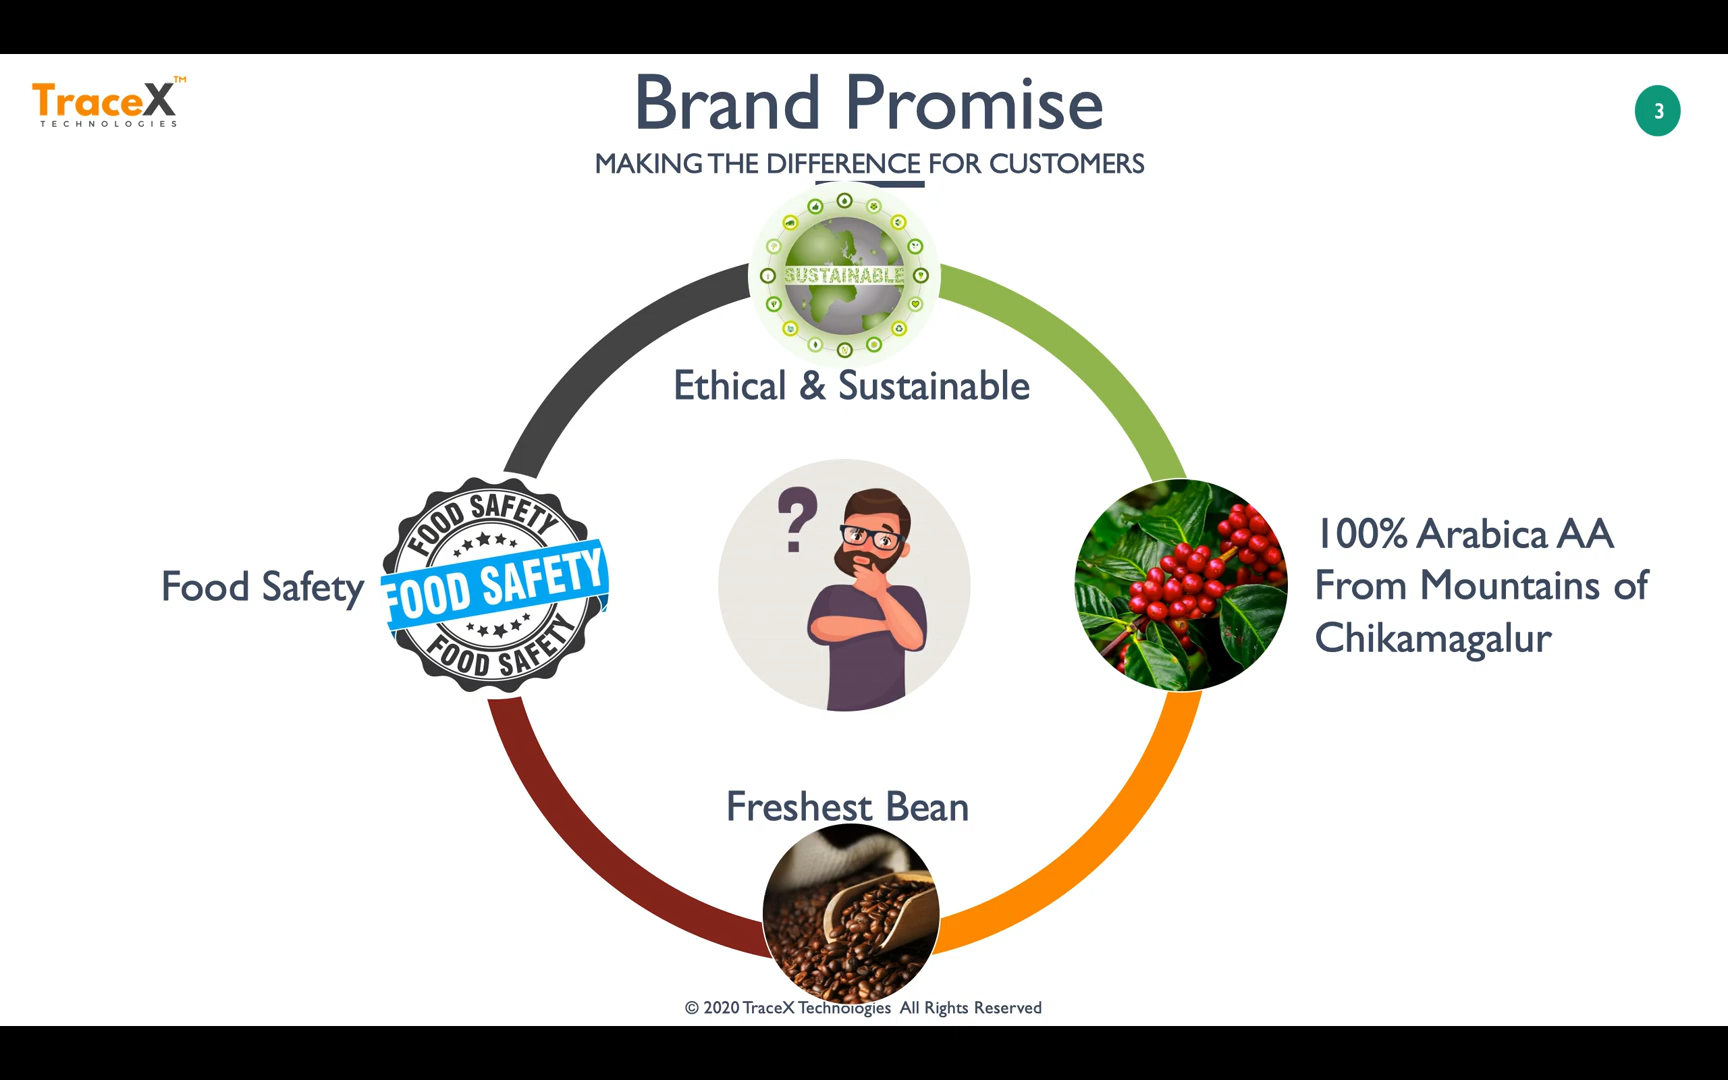 TraceX™
TECHNOLOGIES
Brand Promise
3
MAKING THE DIFFERENCE FOR CUSTOMERS
SUSTAINABLE
Ethical & Sustainable
?
FOOD SAFETY
FOOD SAFETY
FOOD SAFETY
Food Safety
100% Arabica AA
From Mountains of
Chikamagalur
Freshest Bean
© 2020 TraceX Technologies All Rights Reserved